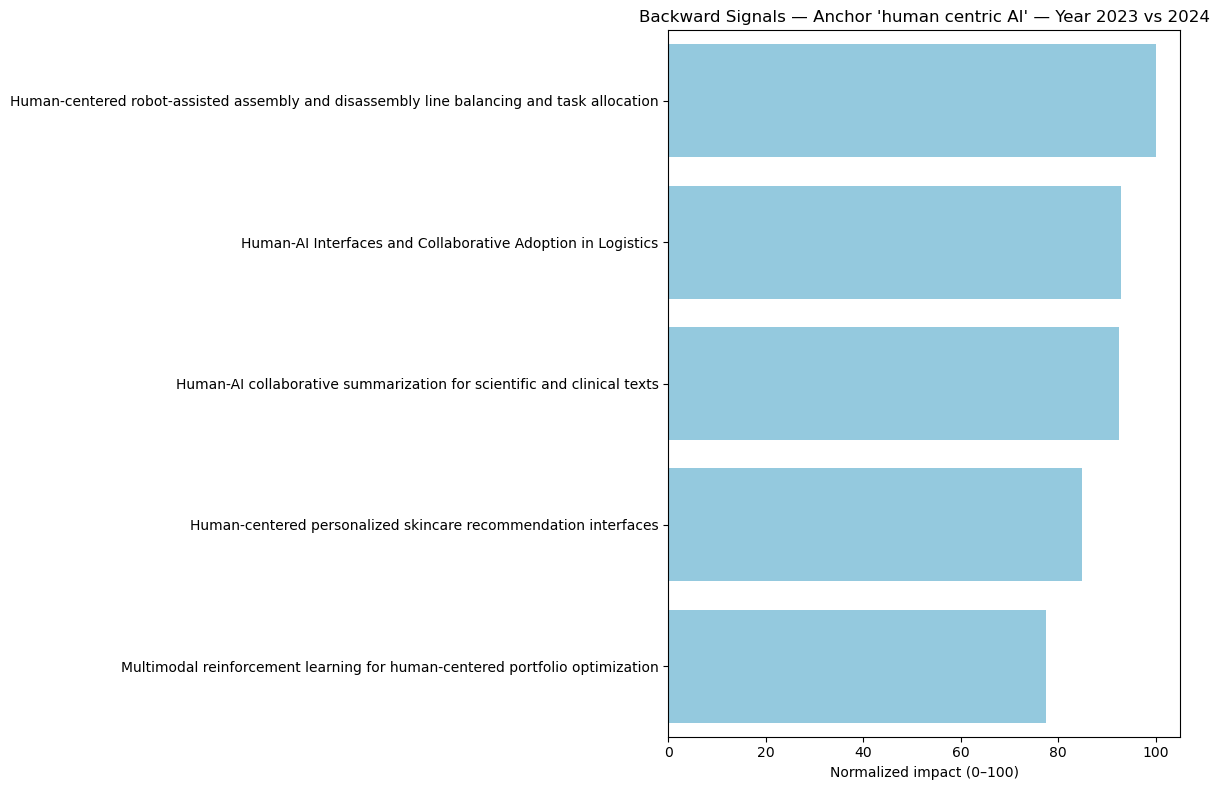 Backward Signals — Anchor 'human centric AI' — Year 2023 vs 2024
Human-centered robot-assisted assembly and disassembly line balancing and task allocation
Human-AI Interfaces and Collaborative Adoption in Logistics
Human-AI collaborative summarization for scientific and clinical texts
Human-centered personalized skincare recommendation interfaces
Multimodal reinforcement learning for human-centered portfolio optimization
0 20 40 60 80 100
Normalized impact (0–100)